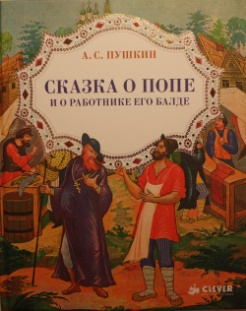 А. С. ПУШКИН
СКАЗКА О ПОПЕ
И О РАБОТНИКЕ ЕГО БАЛДЕ
CLEVER